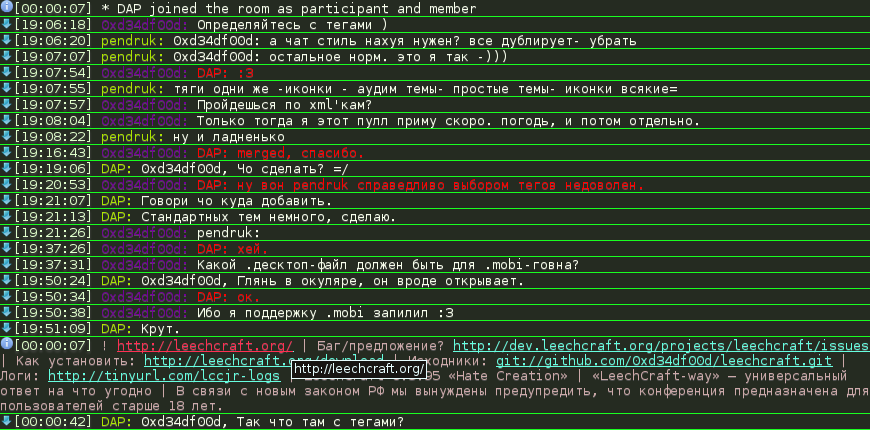 [00:00:07] * DAP joined the room as participant and member
[19:06:18] 0xd34df00d: Определяйтесь с тегами )
[19:06:20] pendruk: 0xd34df00d: а чат стиль нахуя нужен? все дублирует- убрать
[19:07:07] pendruk: 0xd34df00d: остальное норм. это я так -)))
[19:07:54] 0xd34df00d: DAP: :3
[19:07:55] pendruk: тяги одни же -иконки - аудим темы- простые темы- иконки всякие=
[19:07:57] 0xd34df00d: Пройдешься по xml'кам?
[19:08:04] 0xd34df00d: Только тогда я этот пулл приму скоро. погодь, и потом отдельно.
[19:08:22] pendruk: ну и ладненько
[19:16:43] 0xd34df00d: DAP: merged, спасибо.
[19:19:06] DAP: 0xd34df00d, Чо сделать? =/
[19:20:53] 0xd34df00d: DAP: ну вон pendruk справедливо выбором тегов недоволен.
[19:21:07] DAP: Говори чо куда добавить.
[19:21:13] DAP: Стандартных тем немного, сделаю.
[19:21:26] 0xd34df00d: pendruk:
[19:37:26] 0xd34df00d: DAP: хей.
[19:37:31] 0xd34df00d: Какой .десктоп-файл должен быть для .mobi-говна?
[19:50:24] DAP: 0xd34df00d, Глянь в окуляре, он вроде открывает.
[19:50:34] 0xd34df00d: DAP: ок.
[19:50:38] 0xd34df00d: Ибо я поддержку .mobi запилил :3
[19:51:09] DAP: Крут.
[00:00:07] ! http://leechcraft.org/ | Баг/предложение? http://dev.leechcraft.org/projects/leechcraft/issues
| Как установить: http://leechcraft.org/download | Исходники: git://github.com/0xd34df00d/leechcraft.git |
Логи: http://tinyurl.com/lccjr-logs | http://leechcraft.org/ 95 «Hate Creation» | «LeechCraft-way» — универсальный
ответ на что угодно | В связи с новым законом РФ мы вынуждены предупредить, что конференция предназначена для
пользователей старше 18 лет.
[00:00:42] DAP: 0xd34df00d, Так что там с тегами?